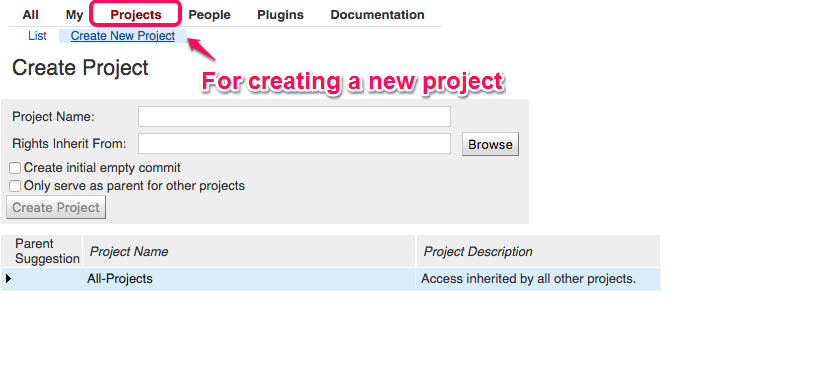 All My Projects People Plugins Documentation
List Create New Project
Create Project
For creating a new project
Project Name:
Rights Inherit From: Browse
Create initial empty commit
Only serve as parent for other projects
Create Project
Parent Suggestion Project Name Project Description
All-Projects Access inherited by all other projects.